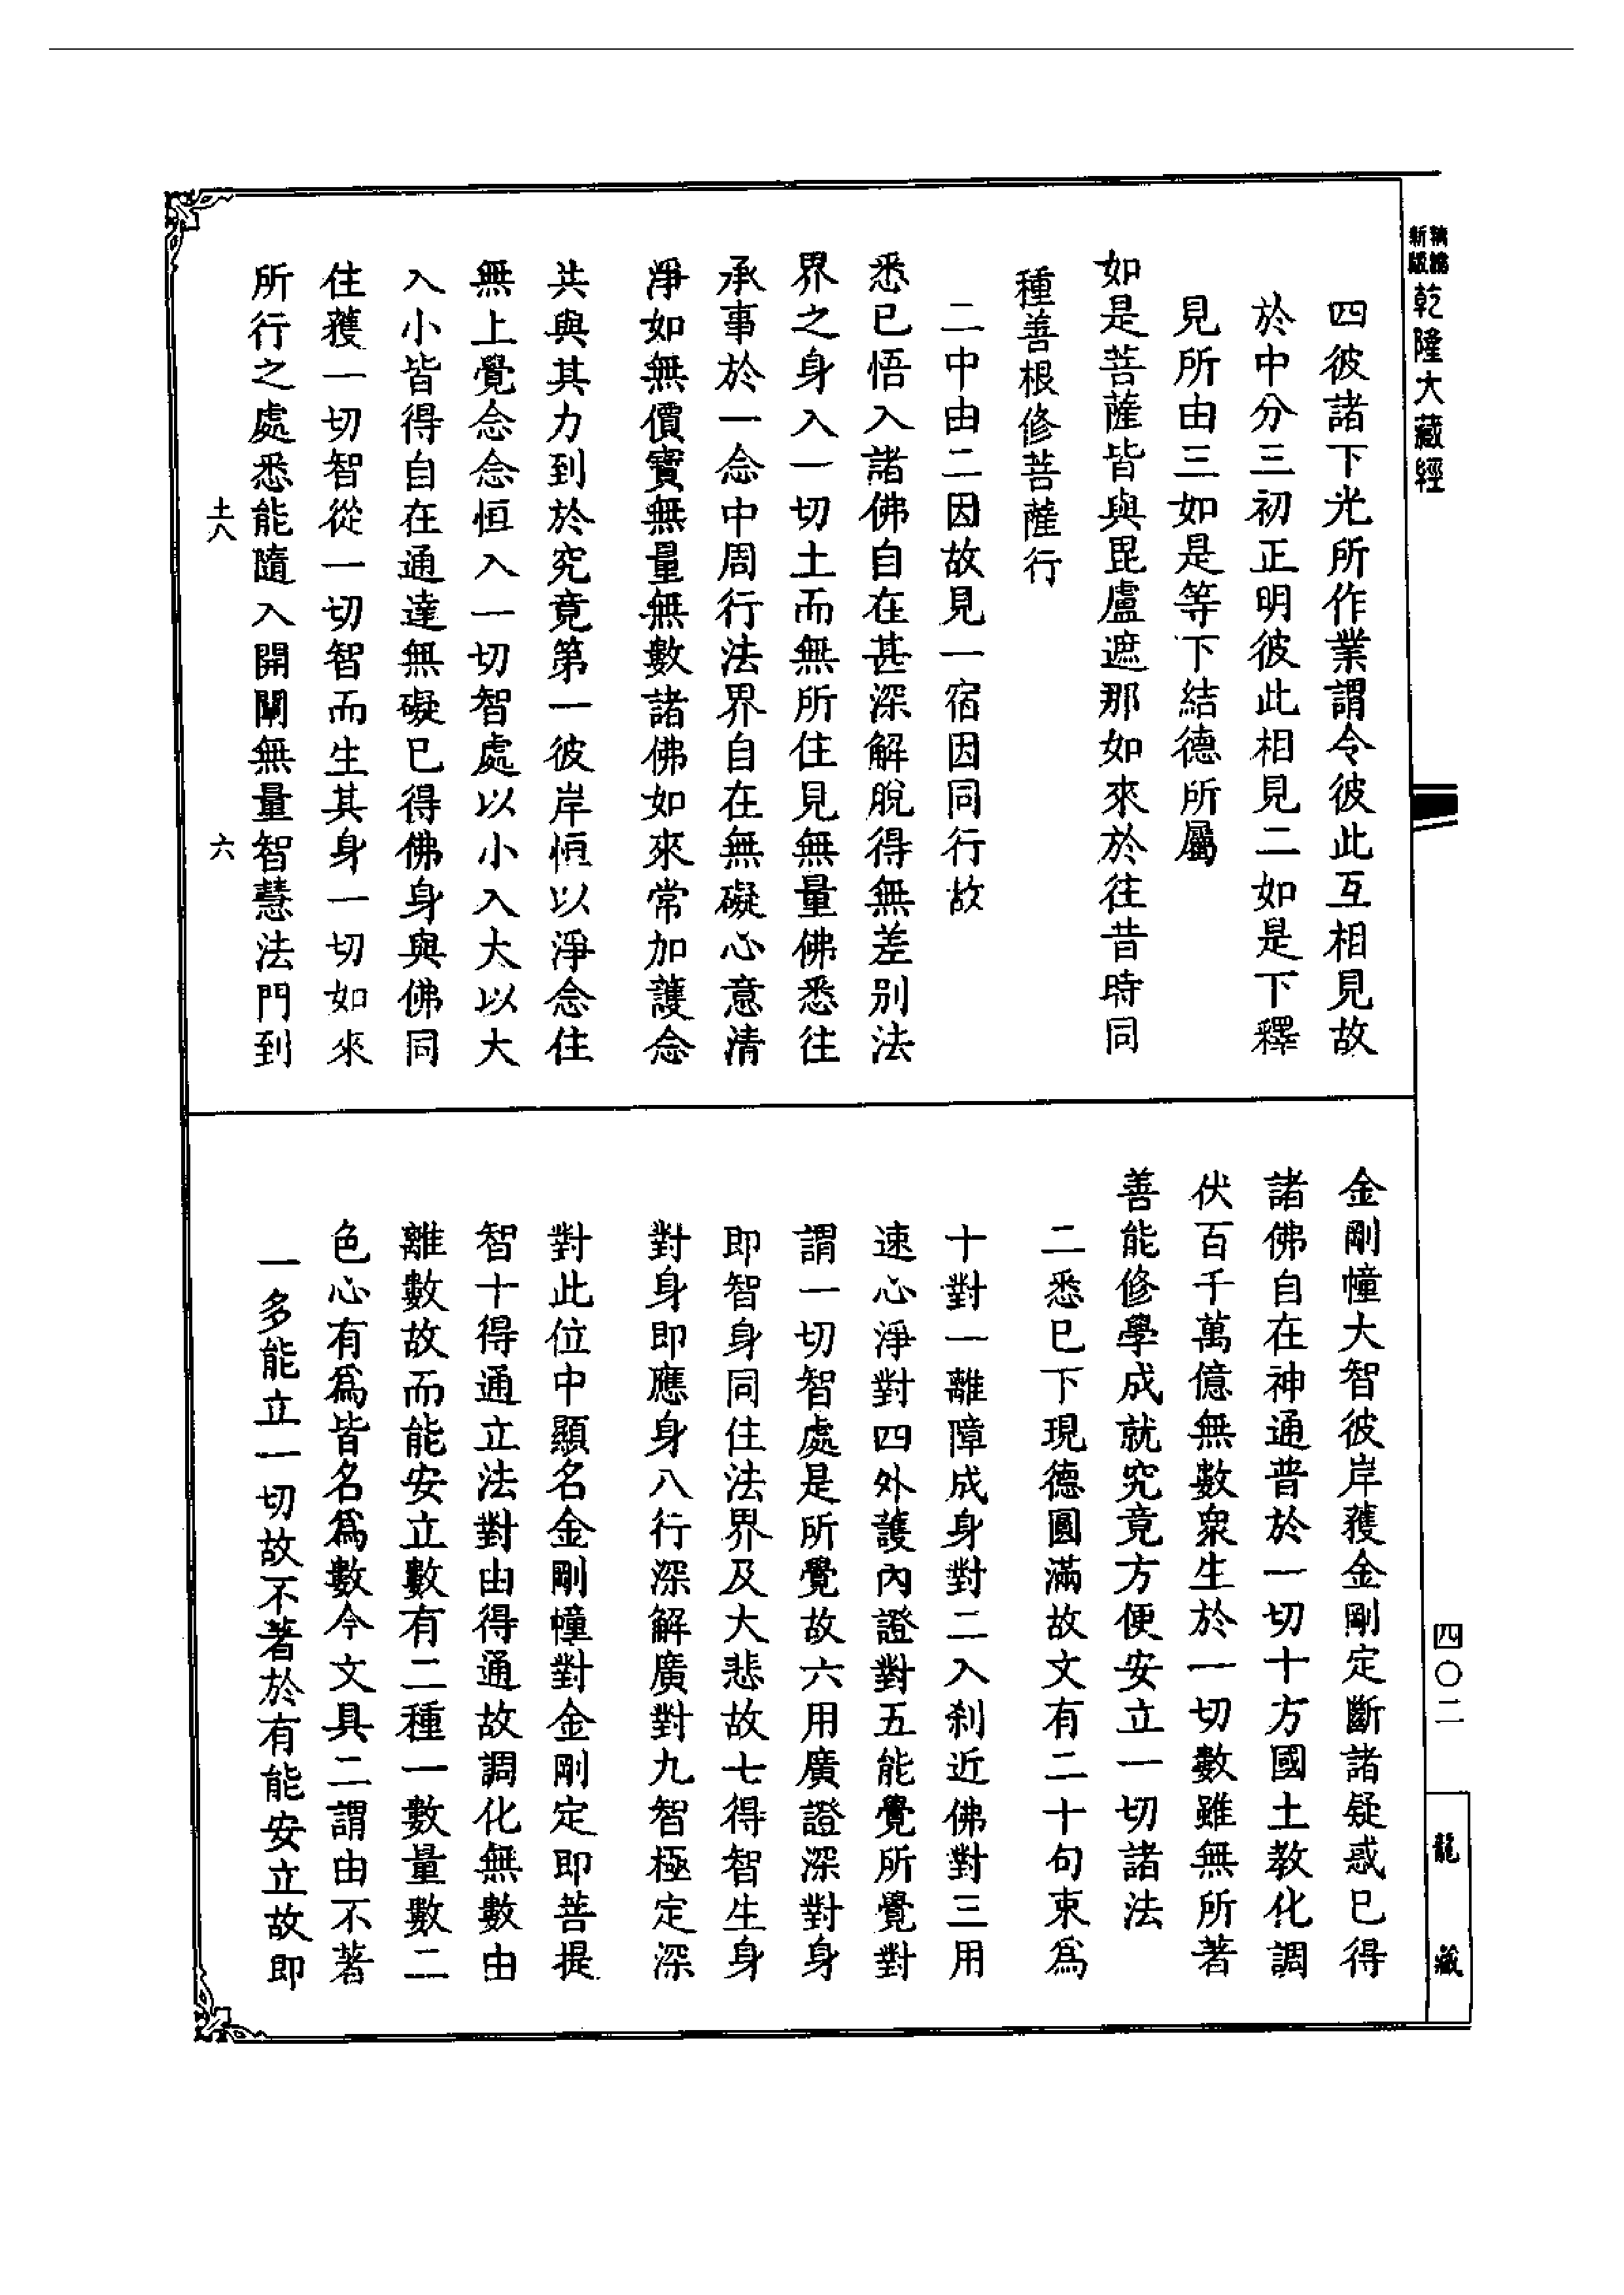 新版
精縮
乾隆大藏經
四彼諸下光所作業謂令彼此互相見故
於中分三初正明彼此相見二如是下釋
見所由三如是等下結德所屬
如是菩薩皆與毘盧遮那如來於往昔時同
種善根修菩薩行
二中由二因故見一宿因同行故
悉已悟入諸佛自在甚深解脫得無差別法
界之身入一切土而無所住見無量佛悉往
承事於一念中周行法界自在無礙心意清
淨如無價寶無量無數諸佛如來常加護念
共與其力到於究竟第一彼岸恒以淨念住
無上覺念念恒入一切智處以小入大以大
入小皆得自在通達無礙已得佛身與佛同
住獲一切智從一切智而生其身一切如來
所行之處悉能隨入開闡無量智慧法門到
土八
六
金剛幢大智彼岸獲金剛定斷諸疑惑已得
諸佛自在神通普於一切十方國土教化調
伏百千萬億無數衆生於一切數雖無所著
善能修學成就究竟方便安立一切諸法
二悉已下現德圓滿故文有二十句束爲
十對一離障成身對二入剎近佛對三用
速心淨對四外護內證對五能覺所覺對
謂一切智處是所覺故六用廣證深對身
即智身同住法界及大悲故七得智生身
對身即應身八行深解廣對九智極定深
對此位中顯名金剛幢對金剛定即菩提
智十得通立法對由得通故調化無數由
離數故而能安立數有二種一數量數二
色心有爲皆名爲數今文具二謂由不著
一多能立一切故不著於有能安立故即
四〇二
龍藏